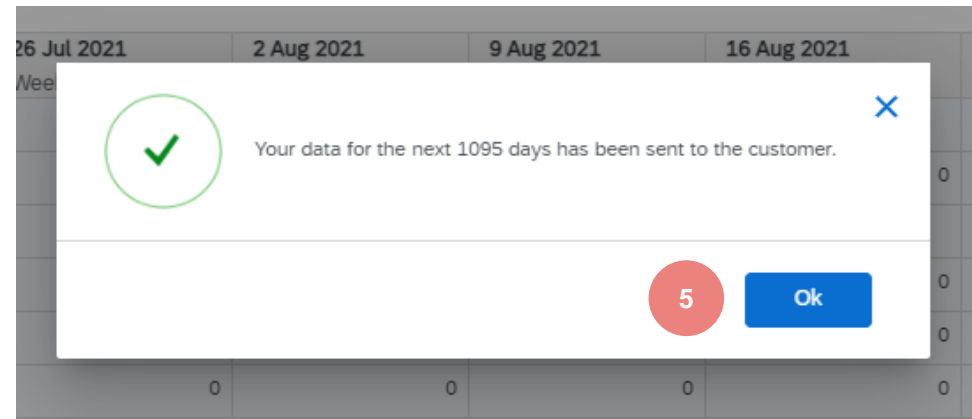 26 Jul 2021 2 Aug 2021 9 Aug 2021 16 Aug 2021
Wee
Your data for the next 1095 days has been sent to the customer.
0
0
5 Ok
0
0 0 0 0